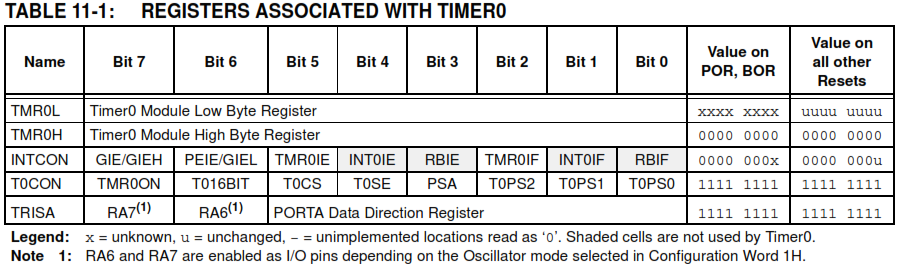 TABLE 11-1: REGISTERS ASSOCIATED WITH TIMER0
Name Bit 7 Bit 6 Bit 5 Bit 4 Bit 3 Bit 2 Bit 1 Bit 0 Value on POR, BOR Value on all other Resets
TMR0L Timer0 Module Low Byte Register xxxx xxxx uuuu uuuu
TMR0H Timer0 Module High Byte Register 0000 0000 0000 0000
INTCON GIE/GIEH PEIE/GIEL TMR0IE INT0IE RBIE TMR0IF INT0IF RBIF 0000 000x 0000 000u
T0CON TMR0ON T016BIT T0CS T0SE PSA T0PS2 T0PS1 T0PS0 1111 1111 1111 1111
TRISA RA7(1) RA6(1) PORTA Data Direction Register 1111 1111 1111 1111
Legend: x = unknown, u = unchanged, – = unimplemented locations read as ‘0’. Shaded cells are not used by Timer0.
Note 1: RA6 and RA7 are enabled as I/O pins depending on the Oscillator mode selected in Configuration Word 1H.